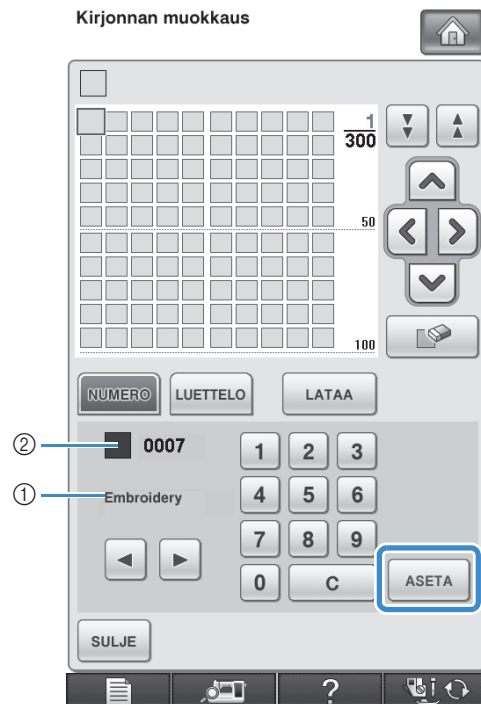 Kirjonnan muokkaus
1
300
50
100
NUMERO LUETTELO LATAA
② 0007
① Embroidery
1 2 3
4 5 6
7 8 9
0 C
ASETA
SULJE
?